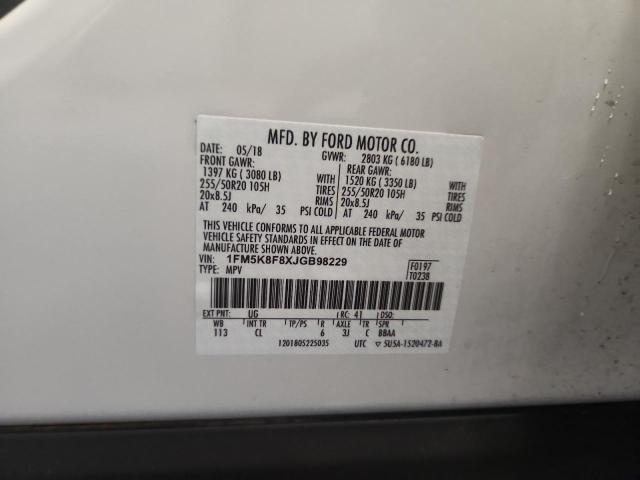 MFD. BY FORD MOTOR CO.
DATE: 05/18 GVWR: 2803 KG ( 6180 LB)
FRONT GAWR: REAR GAWR:
1397 KG ( 3080 LB) WITH 1520 KG ( 3350 LB) WITH
255/50R20 105H TIRES 255/50R20 105H TIRES
20x8.5J RIMS 20x8.5J RIMS
AT 240 kPa/ 35 PSI COLD AT 240 kPa/ 35 PSI COLD
THIS VEHICLE CONFORMS TO ALL APPLICABLE FEDERAL MOTOR
VEHICLE SAFETY STANDARDS IN EFFECT ON THE DATE OF
MANUFACTURE SHOWN ABOVE.
VIN: 1FM5K8F8XJGB98229 F0197
TYPE: MPV T0238
EXT PNT: UG RC: 41 DSO:
WB INT TR TP/PS R AXLE TR SPR
113 CL 6 3J C BBAA
1201805225035 UTC ▽ 5U5A-1520472-BA